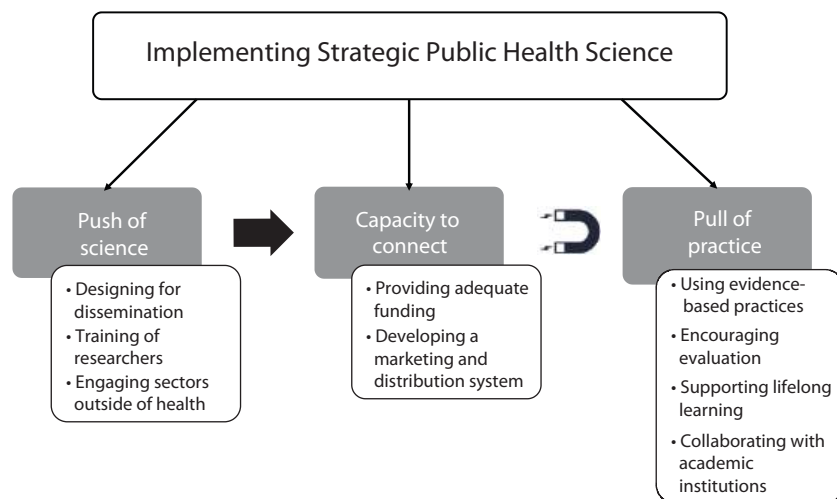 Implementing Strategic Public Health Science
Push of
science
• Designing for
dissemination
• Training of
researchers
• Engaging sectors
outside of health
Capacity to
connect
• Providing adequate
funding
• Developing a
marketing and
distribution system
Pull of
practice
• Using evidence-
based practices
• Encouraging
evaluation
• Supporting lifelong
learning
• Collaborating with
academic
institutions